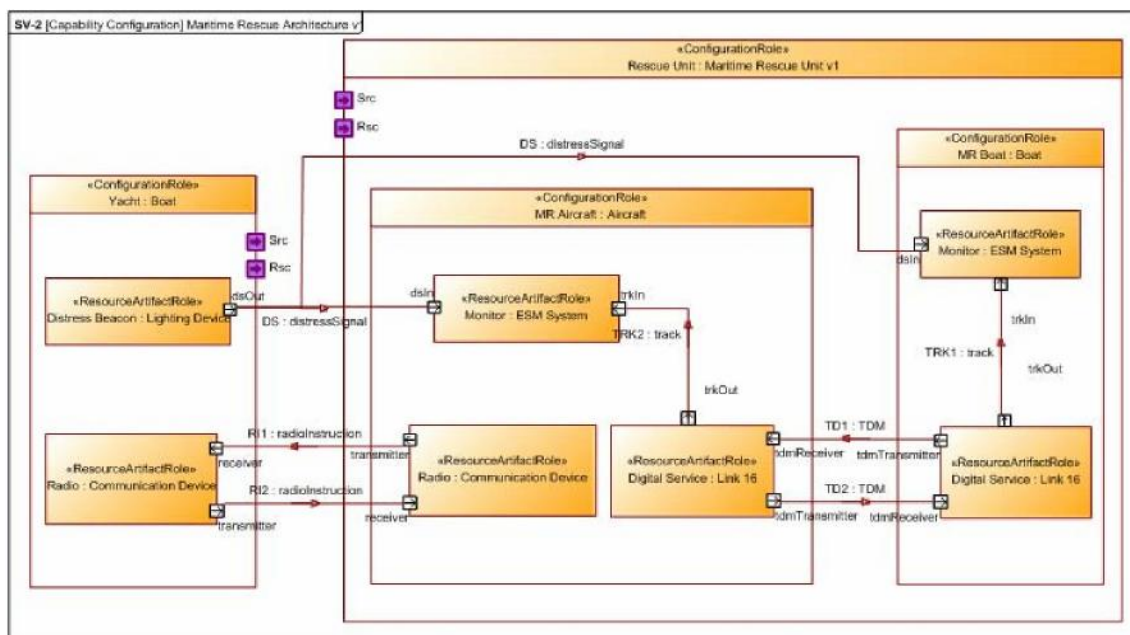 SV-2 [Capability Configuration] Maritime Rescue Architecture v1
«ConfigurationRole»
Rescue Unit : Maritime Rescue Unit v1
Src
Rsc
DS : distressSignal
«ConfigurationRole»
MR Boat : Boat
«ConfigurationRole»
Yacht : Boat
«ConfigurationRole»
MR Aircraft : Aircraft
Src
Rsc
«ResourceArtifactRole»
Monitor : ESM System
dsIn
«ResourceArtifactRole»
Distress Beacon : Lighting Device
dsOut
DS : distressSignal
dsIn
«ResourceArtifactRole»
Monitor : ESM System
trkIn
TRK2 : track
trkOut
trkIn
TRK1 : track
trkOut
«ResourceArtifactRole»
Radio : Communication Device
receiver
transmitter
RI1 : radioInstruction
RI2 : radioInstruction
transmitter
receiver
«ResourceArtifactRole»
Radio : Communication Device
«ResourceArtifactRole»
Digital Service : Link 16
tdmReceiver
tdmTransmitter
TD1 : TDM
TD2 : TDM
tdmTransmitter
tdmReceiver
«ResourceArtifactRole»
Digital Service : Link 16